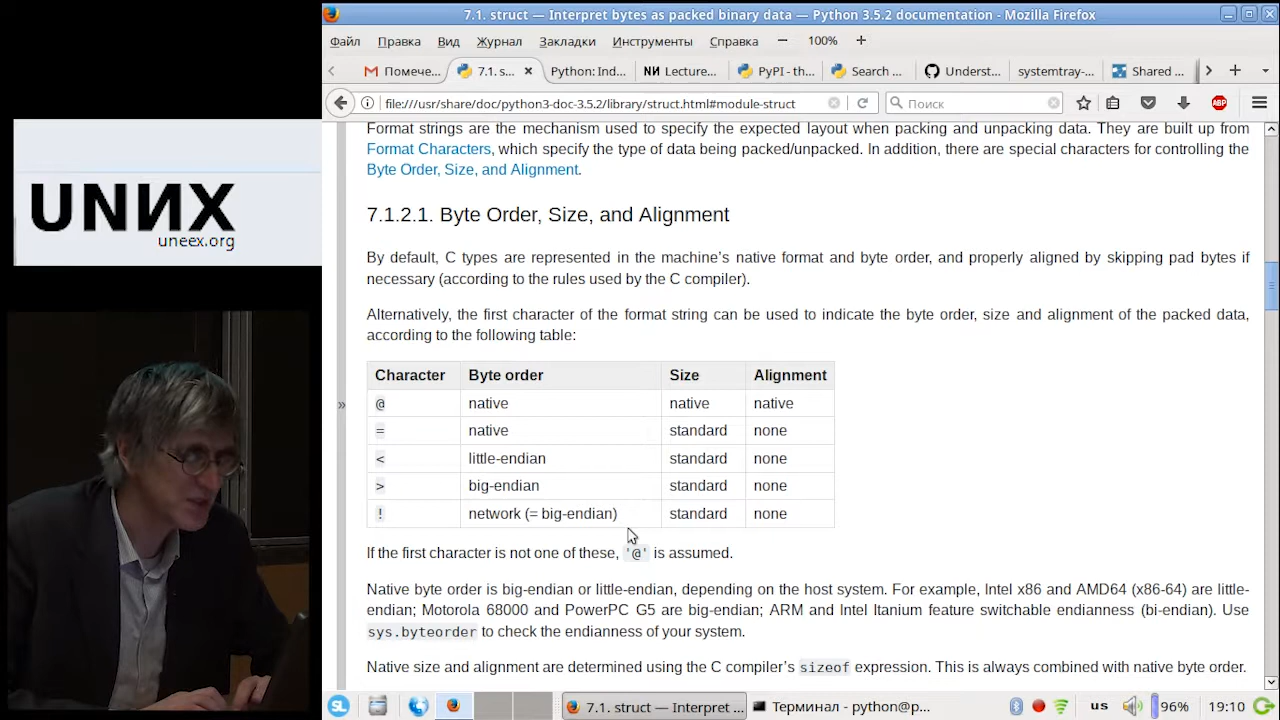 7.1. struct — Interpret bytes as packed binary data — Python 3.5.2 documentation - Mozilla Firefox
Файл Правка Вид Журнал Закладки Инструменты Справка — 100% +
Помече... 7.1. s... Python: Ind... NИ Lecture... PyPI - th... Search ... Underst... systemtray-... Shared ...
file:///usr/share/doc/python3-doc-3.5.2/library/struct.html#module-struct Поиск ABP
Format strings are the mechanism used to specify the expected layout when packing and unpacking data. They are built up from
Format Characters, which specify the type of data being packed/unpacked. In addition, there are special characters for controlling the
Byte Order, Size, and Alignment.
UNИX
uneex.org
7.1.2.1. Byte Order, Size, and Alignment
By default, C types are represented in the machine’s native format and byte order, and properly aligned by skipping pad bytes if
necessary (according to the rules used by the C compiler).
Alternatively, the first character of the format string can be used to indicate the byte order, size and alignment of the packed data,
according to the following table:
Character Byte order Size Alignment
@ native native native
= native standard none
< little-endian standard none
> big-endian standard none
! network (= big-endian) standard none
»
If the first character is not one of these, '@' is assumed.
Native byte order is big-endian or little-endian, depending on the host system. For example, Intel x86 and AMD64 (x86-64) are little-
endian; Motorola 68000 and PowerPC G5 are big-endian; ARM and Intel Itanium feature switchable endianness (bi-endian). Use
sys.byteorder to check the endianness of your system.
Native size and alignment are determined using the C compiler’s sizeof expression. This is always combined with native byte order.
SL 7.1. struct — Interpret ... Терминал - python@p... us 96% 19:10